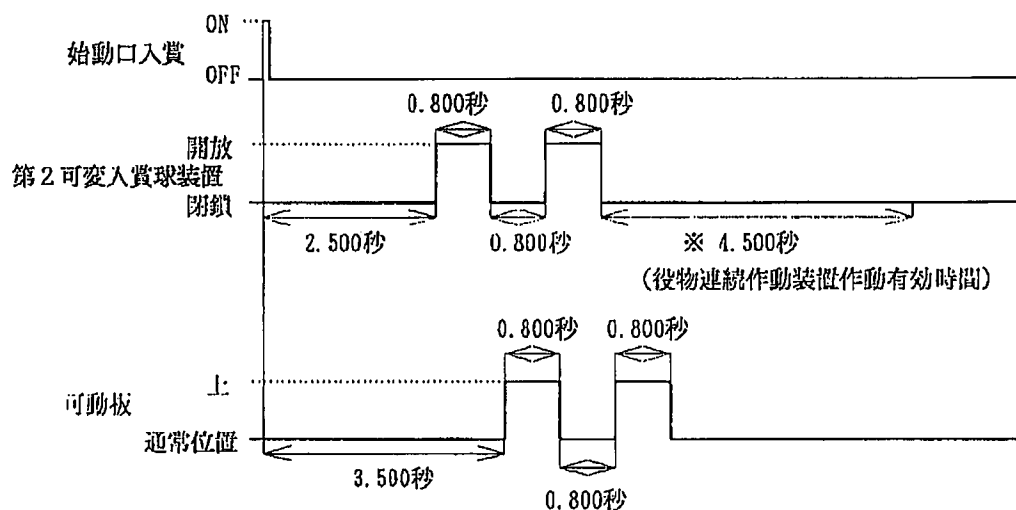 ON
始動口入賞
OFF
0.800秒 0.800秒
開放
第2可変入賞球装置
閉鎖
2.500秒 0.800秒 ※ 4.500秒
(役物連続作動装置作動有効時間)
0.800秒 0.800秒
上
可動板
通常位置
3.500秒
0.800秒